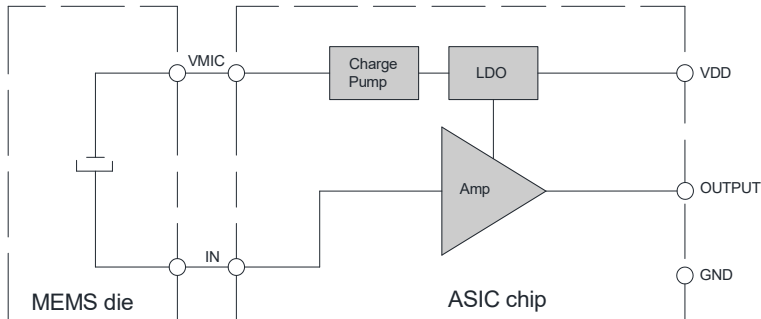 VMIC
Charge
Pump
LDO
VDD
Amp
OUTPUT
IN
GND
MEMS die
ASIC chip